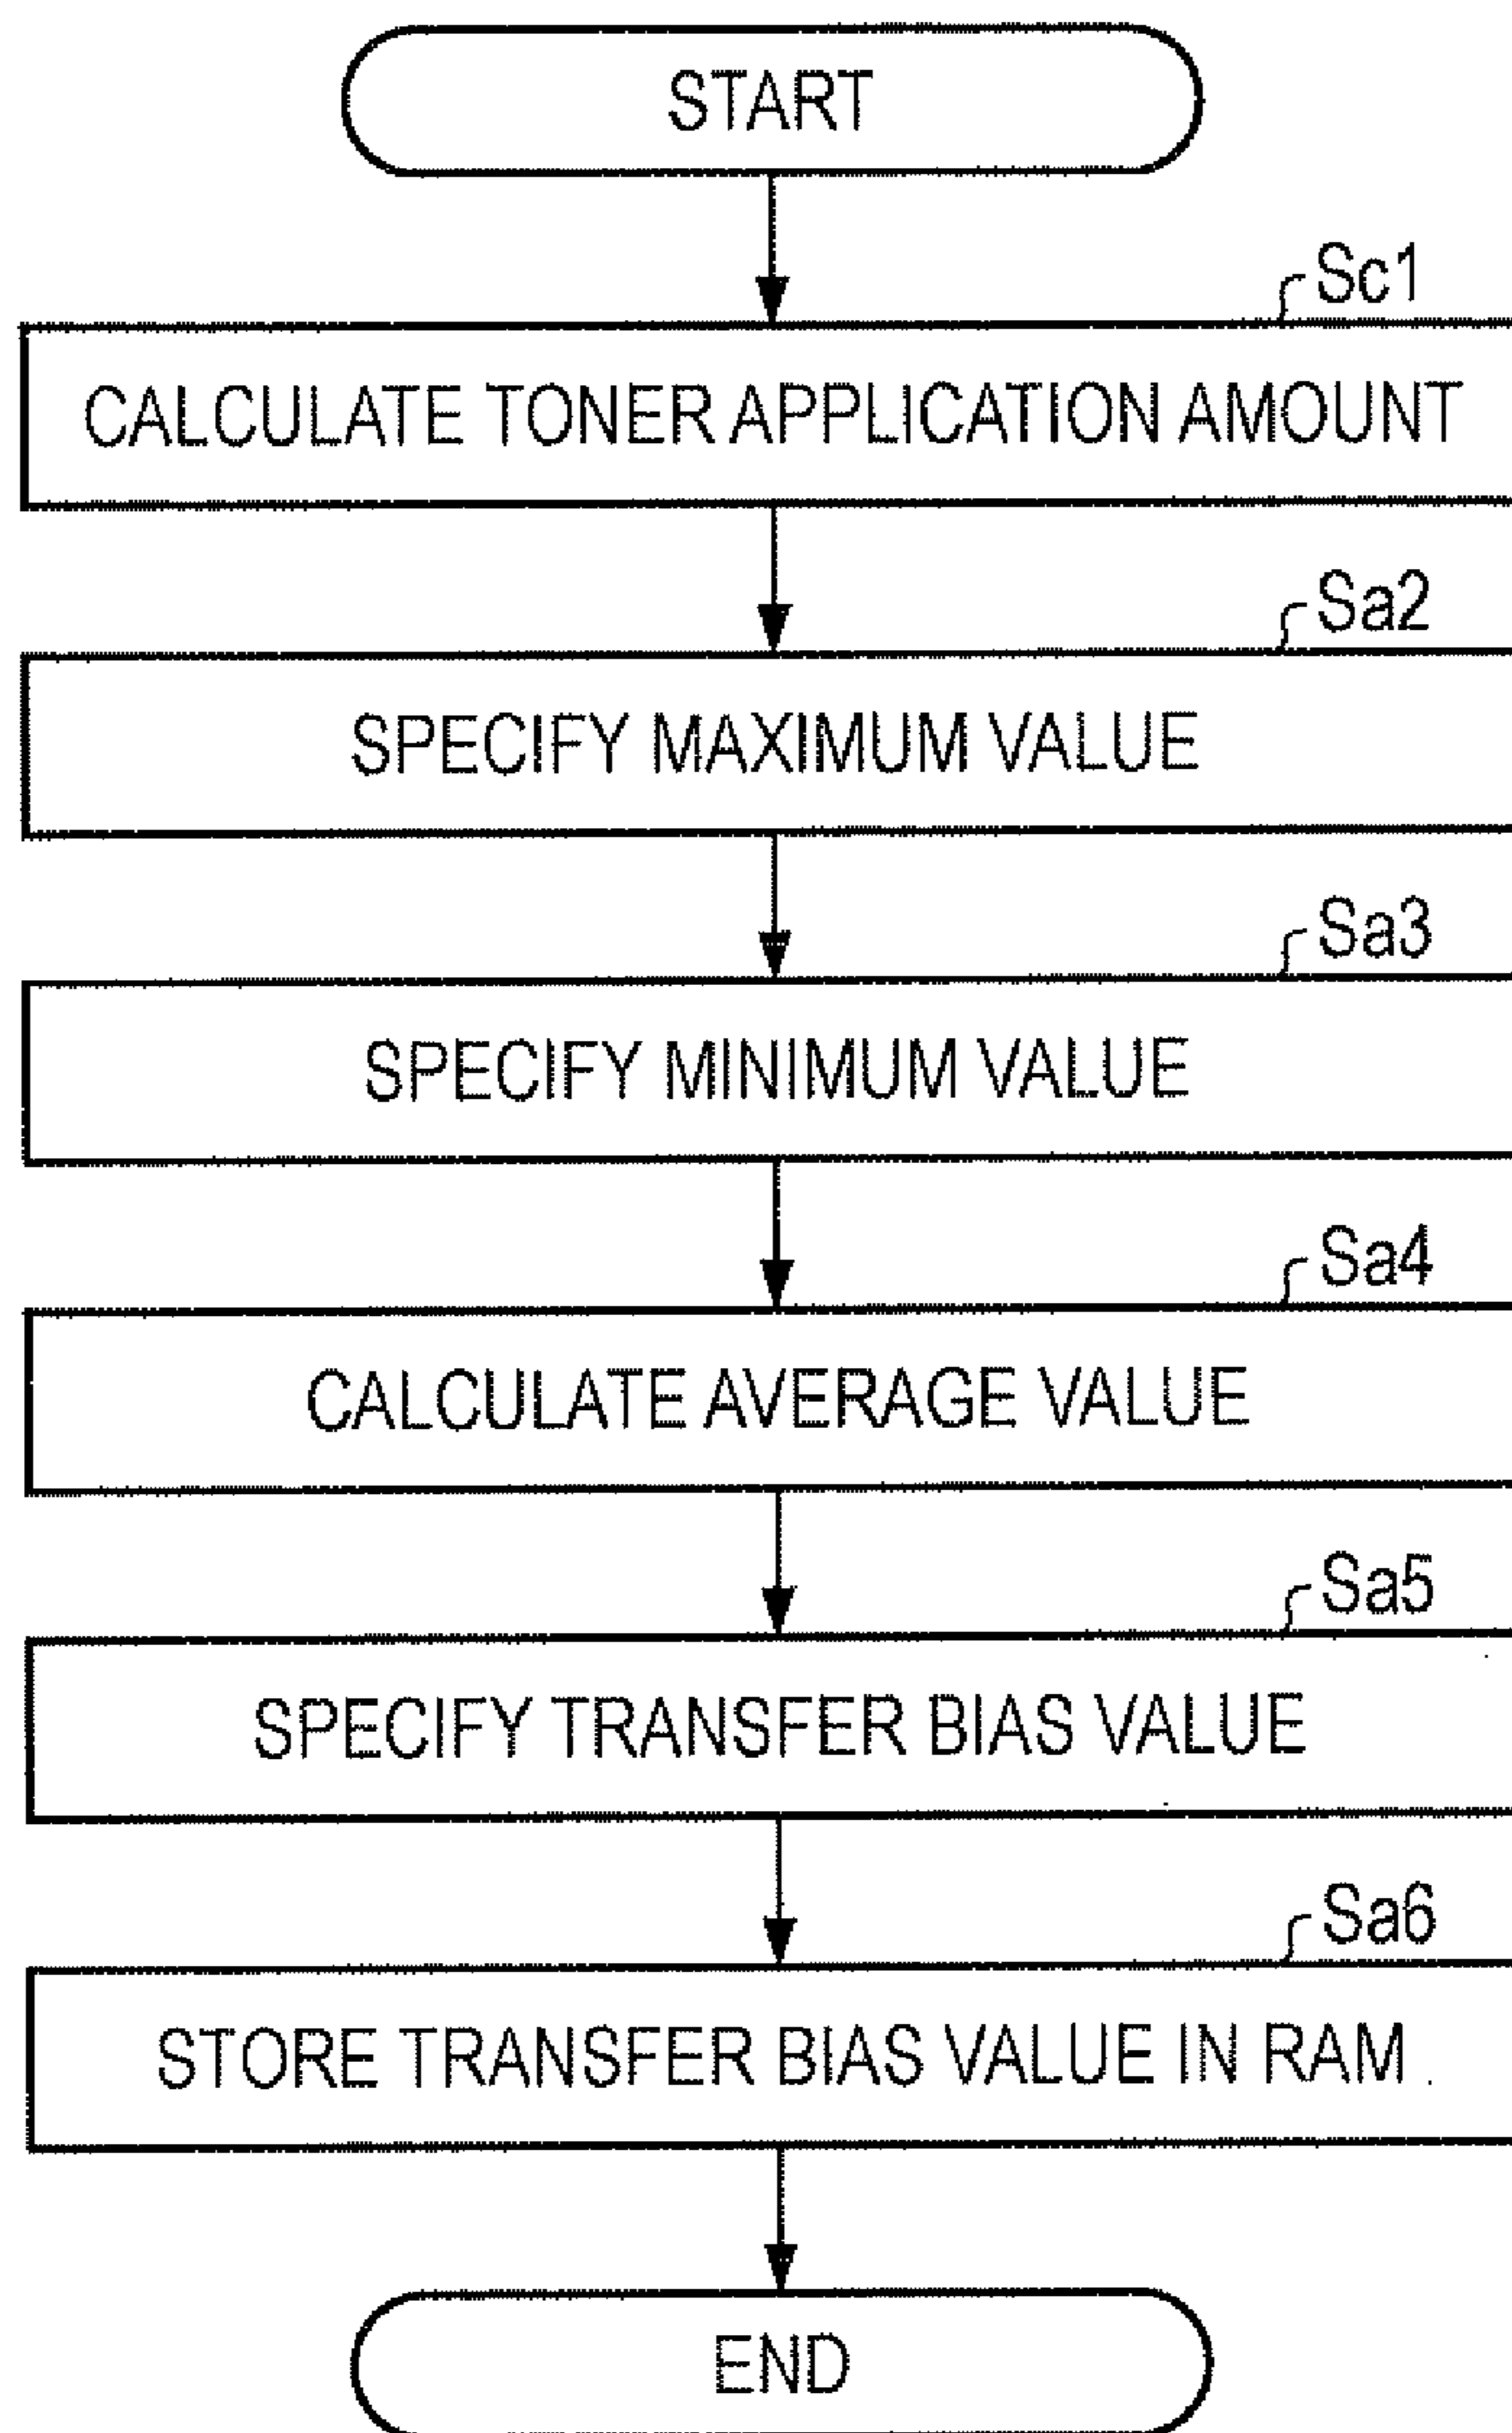 START
Sc1
CALCULATE TONER APPLICATION AMOUNT
Sa2
SPECIFY MAXIMUM VALUE
Sa3
SPECIFY MINIMUM VALUE
Sa4
CALCULATE AVERAGE VALUE
Sa5
SPECIFY TRANSFER BIAS VALUE
Sa6
STORE TRANSFER BIAS VALUE IN RAM
END